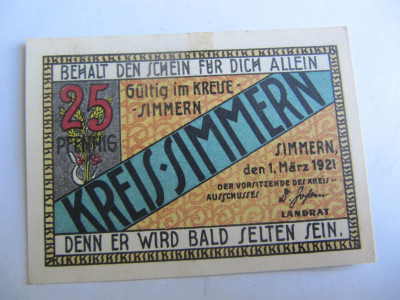 BEHALT DEN SCHEIN FÜR DICH ALLEIN
25
PFENNIG
Gültig im KREISE-
-SIMMERN
KREIS·SIMMERN
SIMMERN,
den 1. März 1921
DER VORSITZENDE DES KREIS-
AUSSCHUSSES
LANDRAT
DENN ER WIRD BALD SELTEN SEIN.